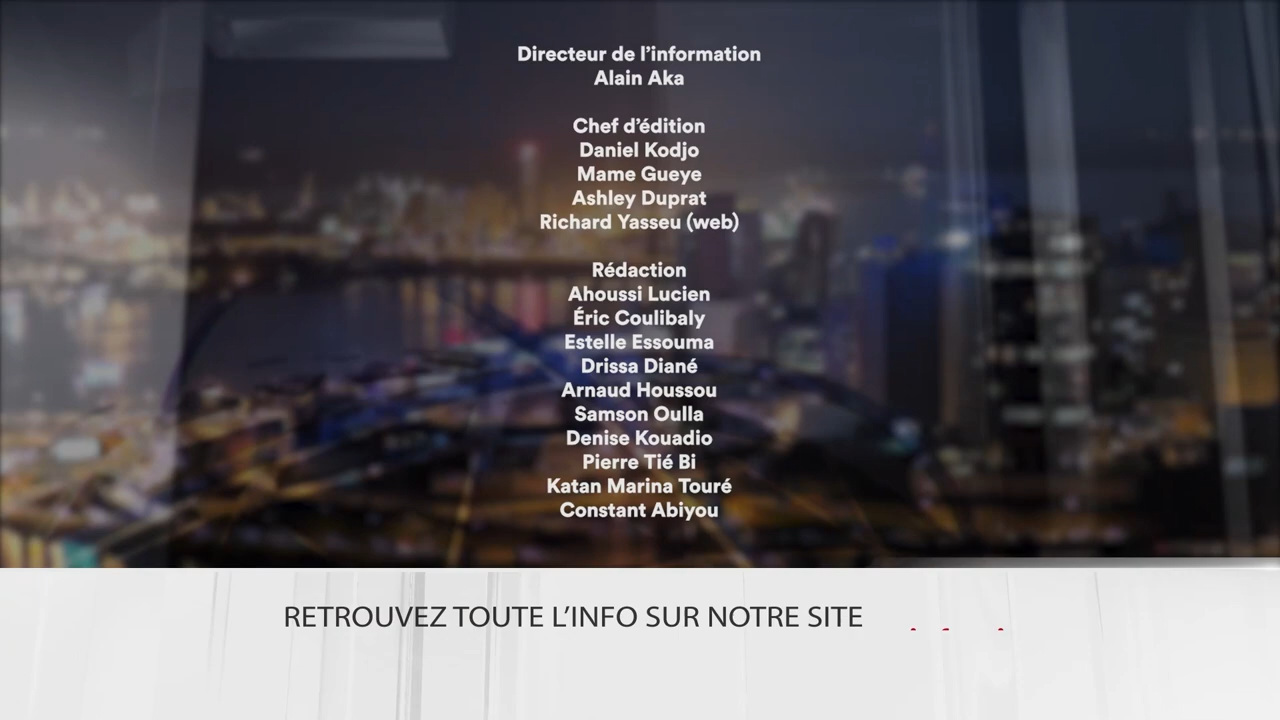 Directeur de l’information
Alain Aka
Chef d’édition
Daniel Kodjo
Mame Gueye
Ashley Duprat
Richard Yasseu (web)
Rédaction
Ahoussi Lucien
Éric Coulibaly
Estelle Essouma
Drissa Diané
Arnaud Houssou
Samson Oulla
Denise Kouadio
Pierre Tié Bi
Katan Marina Touré
Constant Abiyou
RETROUVEZ TOUTE L’INFO SUR NOTRE SITE